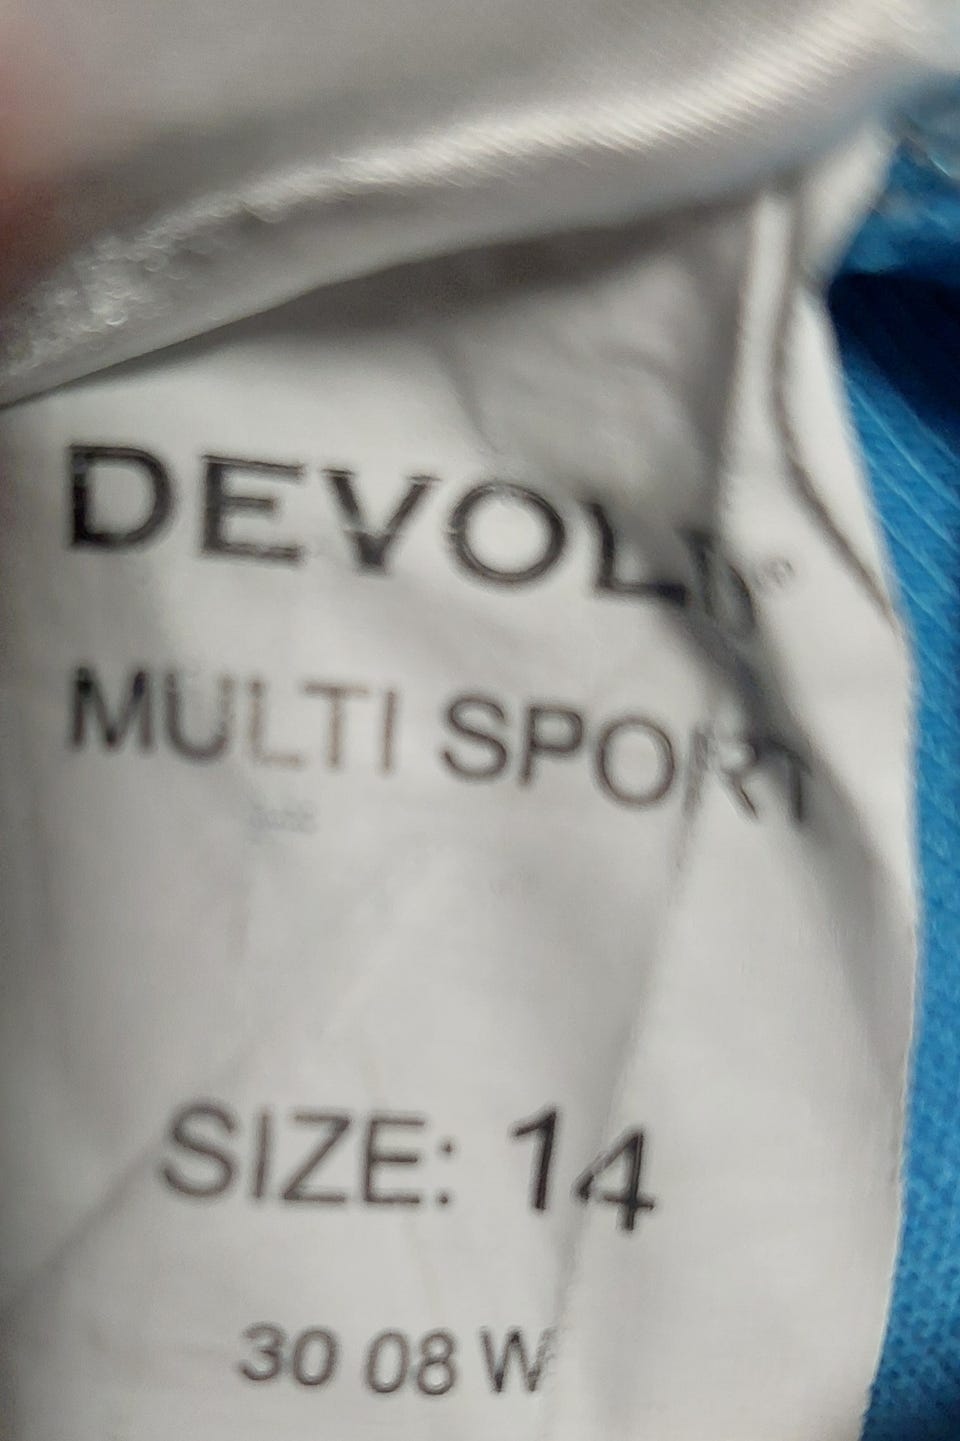 DEVOLD®
MULTI SPORT
SIZE: 14
30 08 W